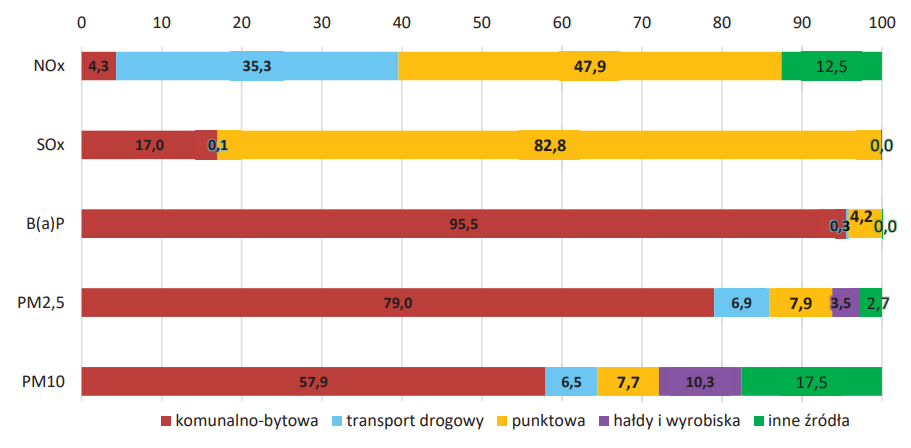 0 10 20 30 40 50 60 70 80 90 100
NOx 4,3 35,3 47,9 12,5
SOx 17,0 0,1 82,8 0,0
B(a)P 95,5 0,3 4,2 0,0
PM2,5 79,0 6,9 7,9 3,5 2,7
PM10 57,9 6,5 7,7 10,3 17,5
komunalno-bytowa transport drogowy punktowa hałdy i wyrobiska inne źródła